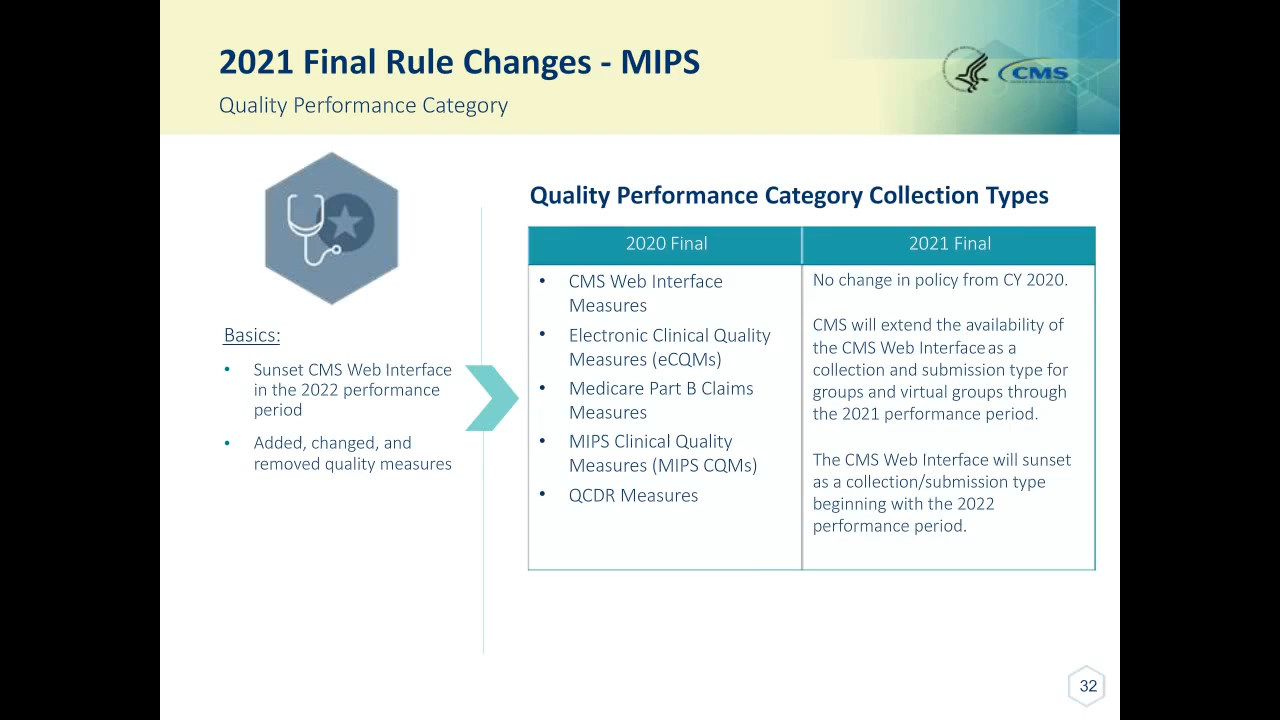 2021 Final Rule Changes - MIPS
Quality Performance Category
CMS
Basics:
• Sunset CMS Web Interface
in the 2022 performance
period
• Added, changed, and
removed quality measures
Quality Performance Category Collection Types
2020 Final
• CMS Web Interface
Measures
• Electronic Clinical Quality
Measures (eCQMs)
• Medicare Part B Claims
Measures
• MIPS Clinical Quality
Measures (MIPS CQMs)
• QCDR Measures
2021 Final
No change in policy from CY 2020.
CMS will extend the availability of
the CMS Web Interface as a
collection and submission type for
groups and virtual groups through
the 2021 performance period.
The CMS Web Interface will sunset
as a collection/submission type
beginning with the 2022
performance period.
32